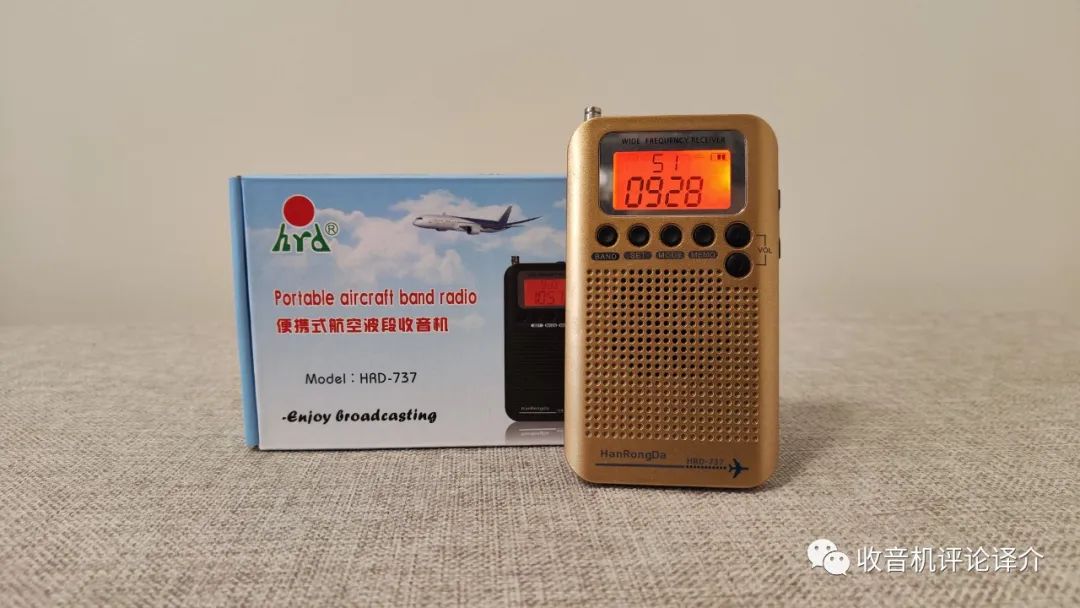 hrd®
Portable aircraft band radio
便携式航空波段收音机
Model：HRD-737
-Enjoy broadcasting
HanRongDa
WIDE FREQUENCY RECEIVER
51
0928
BAND SET MODE MEMO
VOL
HanRongDa
HRD-737
收音机评论译介